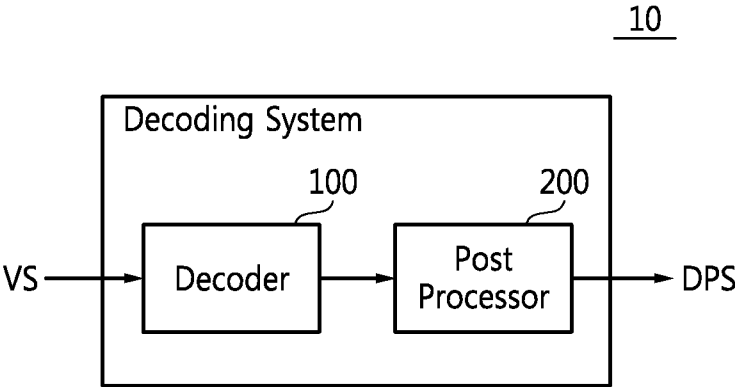 10
Decoding System
100
200
VS
Decoder
Post
Processor
DPS